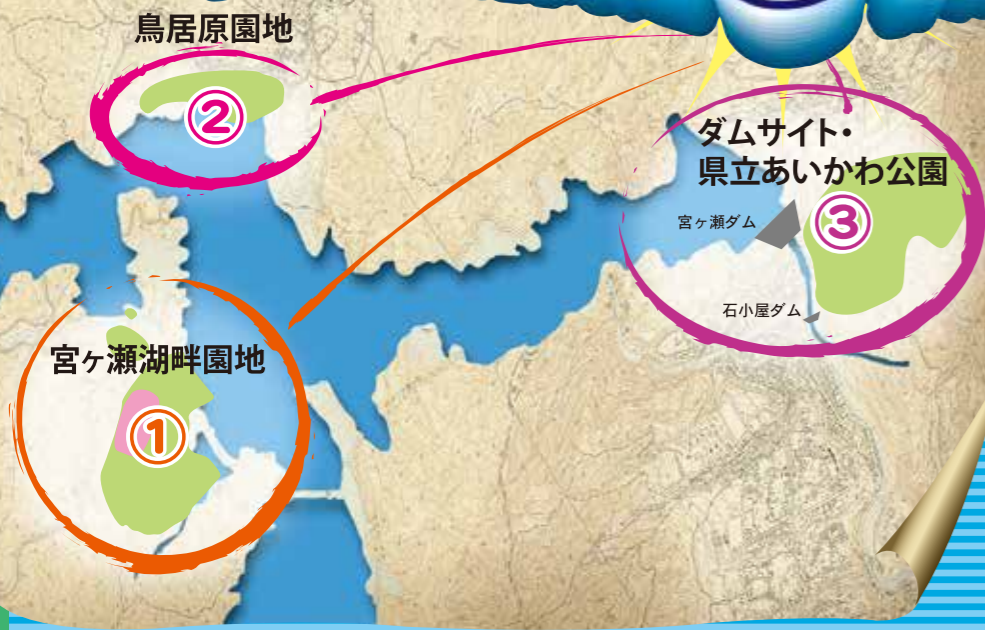 鳥居原園地
②
ダムサイト・
県立あいかわ公園
宮ヶ瀬ダム
③
石小屋ダム
宮ヶ瀬湖畔園地
①